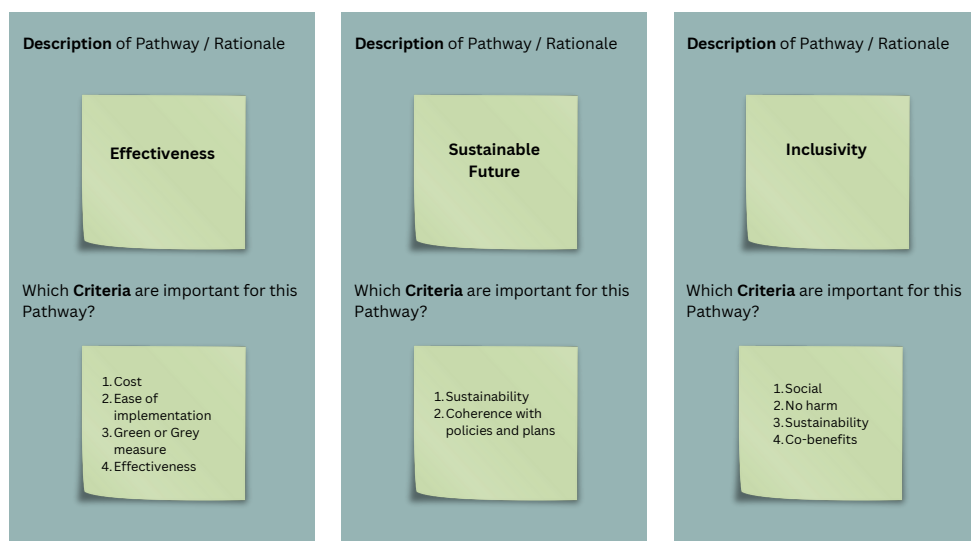 Description of Pathway / Rationale
Effectiveness
Which Criteria are important for this
Pathway?
1. Cost
2. Ease of
implementation
3. Green or Grey
measure
4. Effectiveness
Description of Pathway / Rationale
Sustainable
Future
Which Criteria are important for this
Pathway?
1. Sustainability
2. Coherence with
policies and plans
Description of Pathway / Rationale
Inclusivity
Which Criteria are important for this
Pathway?
1. Social
2. No harm
3. Sustainability
4. Co-benefits